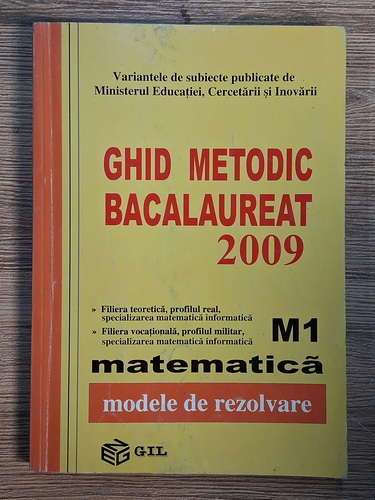 Variantele de subiecte publicate de
Ministerul Educației, Cercetării și Inovării
GHID METODIC
BACALAUREAT
2009
» Filiera teoretică, profilul real,
specializarea matematică informatică
» Filiera vocațională, profilul militar,
specializarea matematică informatică
M1
matematicã
modele de rezolvare
GIL